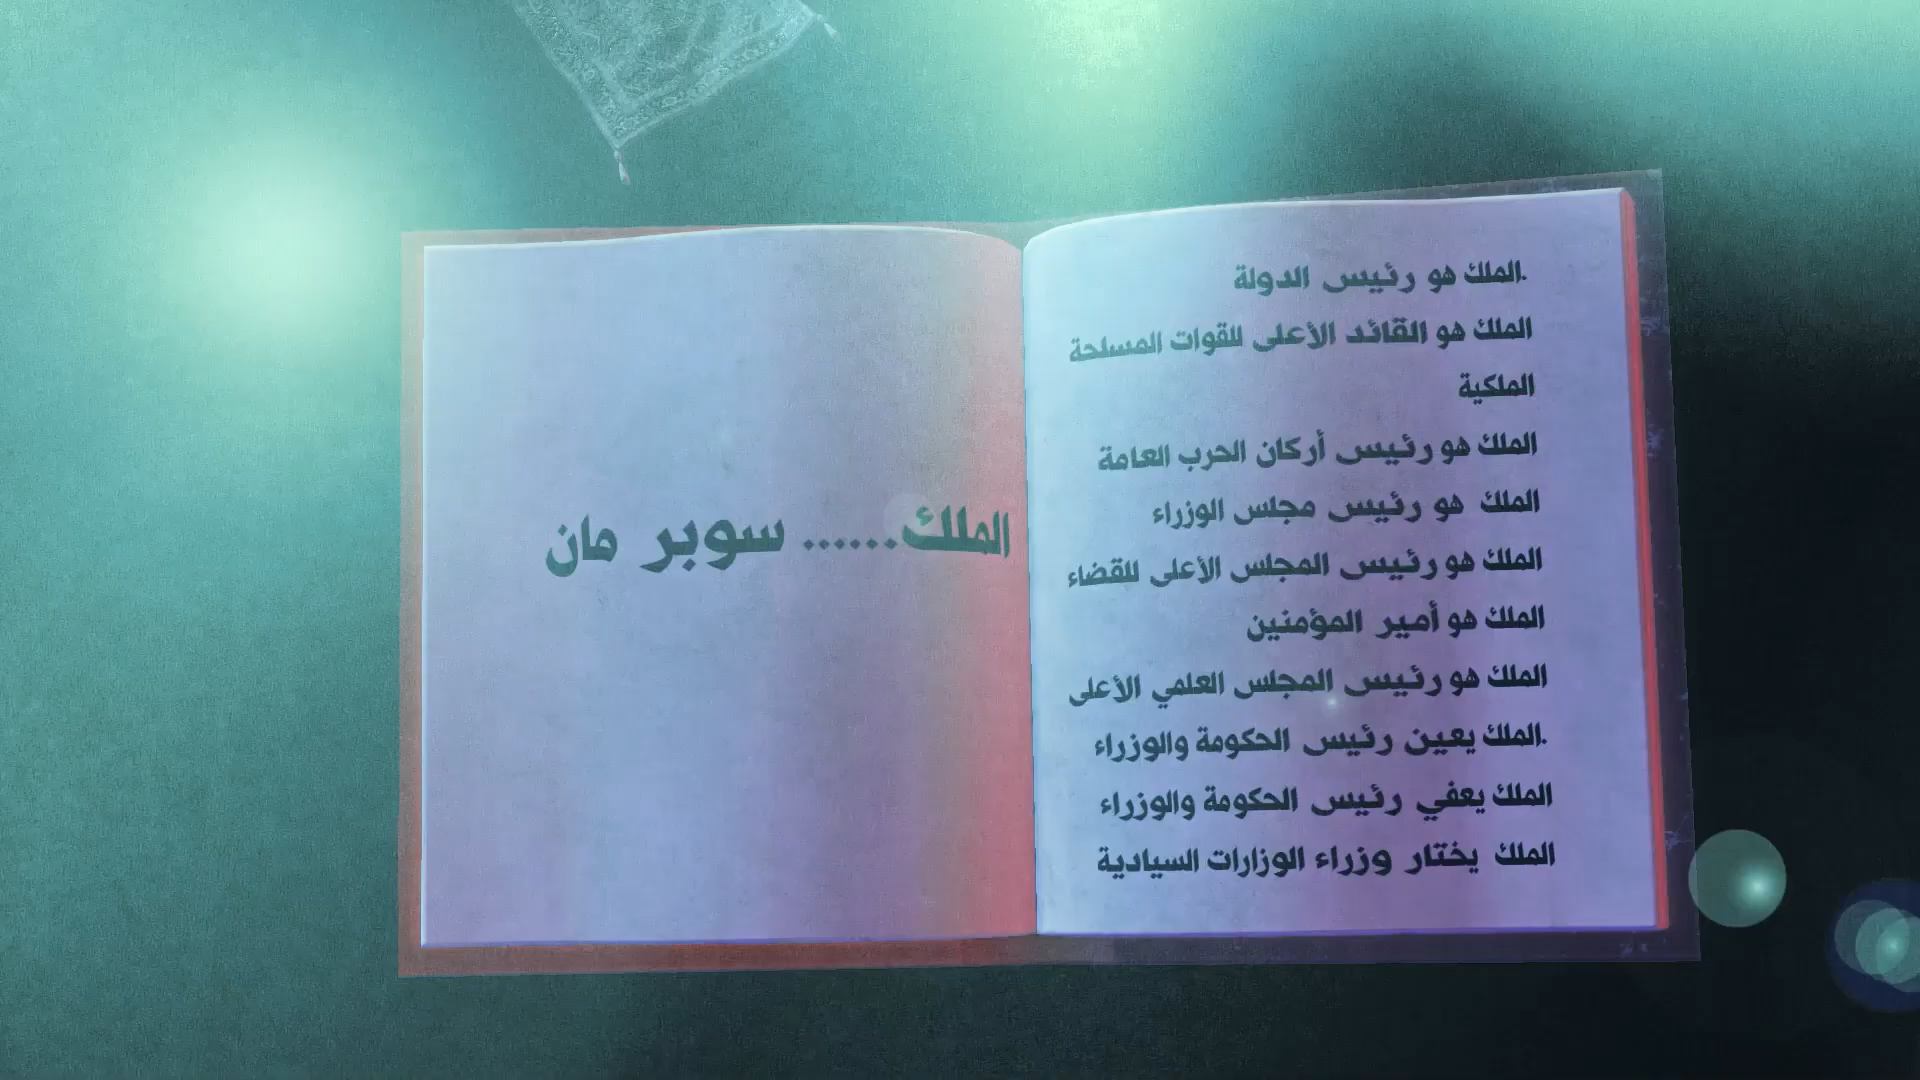 .الملك هو رئيس الدولة
الملك هو القائد الأعلى للقوات المسلحة
الملكية
الملك هو رئيس أركان الحرب العامة
الملك هو رئيس مجلس الوزراء
الملك هو رئيس المجلس الأعلى للقضاء
الملك هو أمير المؤمنين
الملك هو رئيس المجلس العلمي الأعلى
.الملك يعين رئيس الحكومة والوزراء
الملك يعفي رئيس الحكومة والوزراء
الملك يختار وزراء الوزارات السيادية
الملك...... سوبر مان